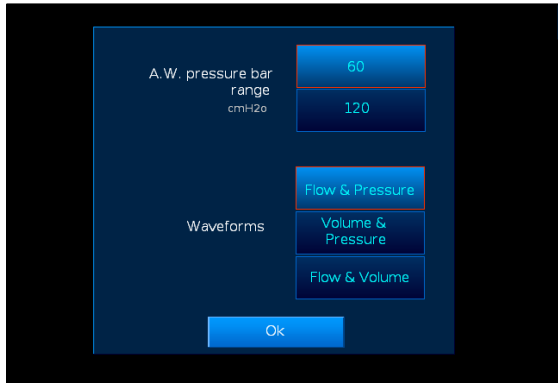 A.W. pressure bar
range
cmH2o
60
120
Waveforms
Flow & Pressure
Volume &
Pressure
Flow & Volume
Ok